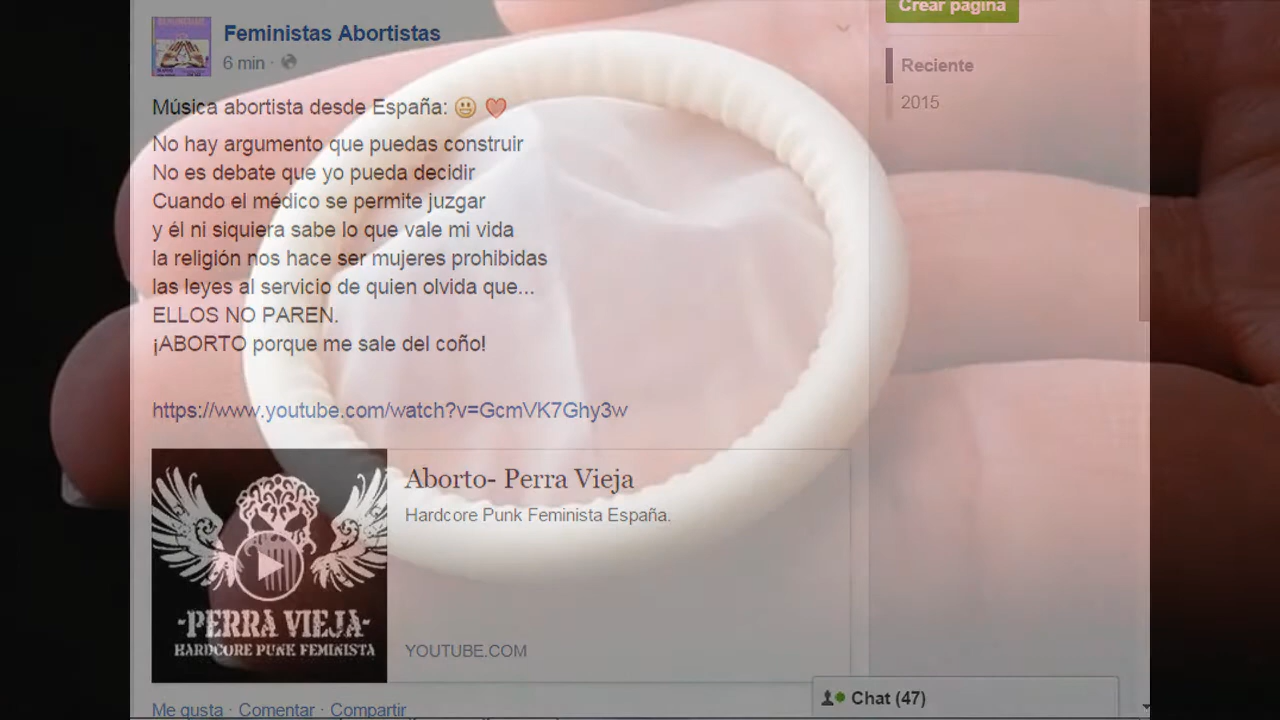 Feministas Abortistas
6 min ·
Música abortista desde España:
No hay argumento que puedas construir
No es debate que yo pueda decidir
Cuando el médico se permite juzgar
y él ni siquiera sabe lo que vale mi vida
la religión nos hace ser mujeres prohibidas
las leyes al servicio de quien olvida que...
ELLOS NO PAREN.
¡ABORTO porque me sale del coño!
https://www.youtube.com/watch?v=GcmVK7Ghy3w
-PERRA VIEJA-
HARDCORE PUNK FEMINISTA
Aborto- Perra Vieja
Hardcore Punk Feminista España.
YOUTUBE.COM
Me gusta · Comentar · Compartir
Crear página
Reciente
2015
Chat (47)